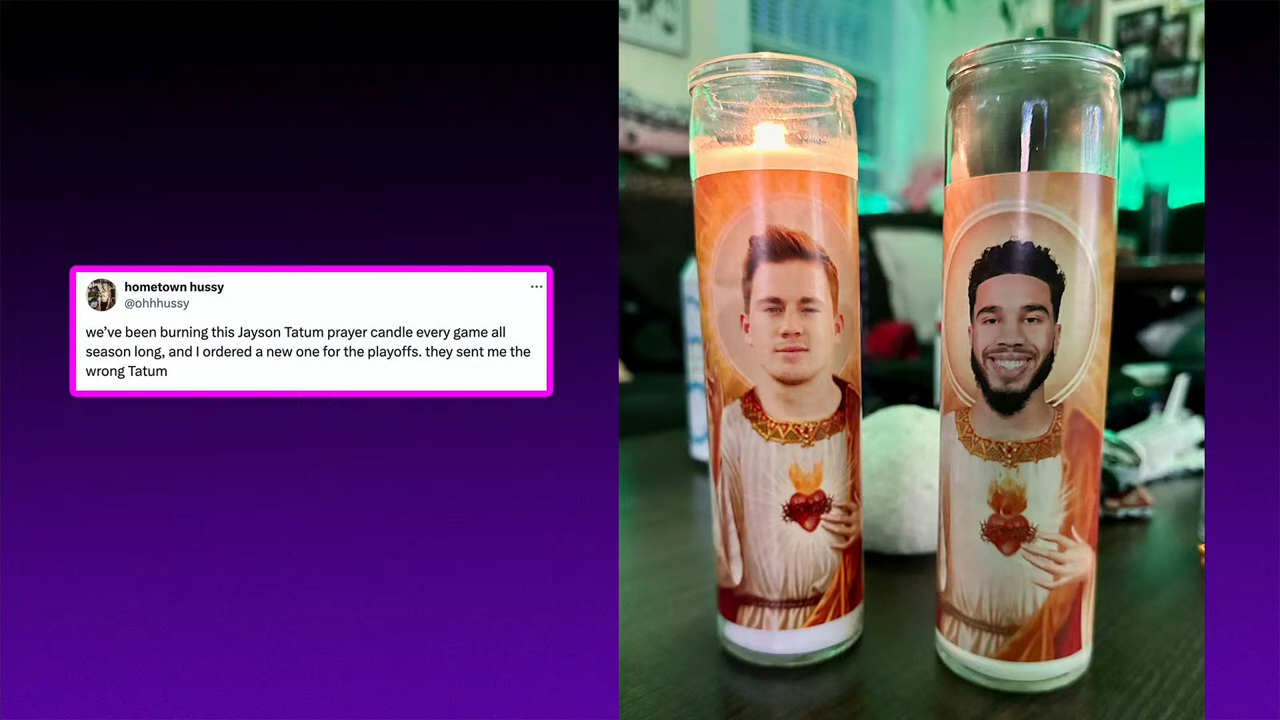 hometown hussy
@ohhhussy
we've been burning this Jayson Tatum prayer candle every game all
season long, and I ordered a new one for the playoffs. they sent me the
wrong Tatum